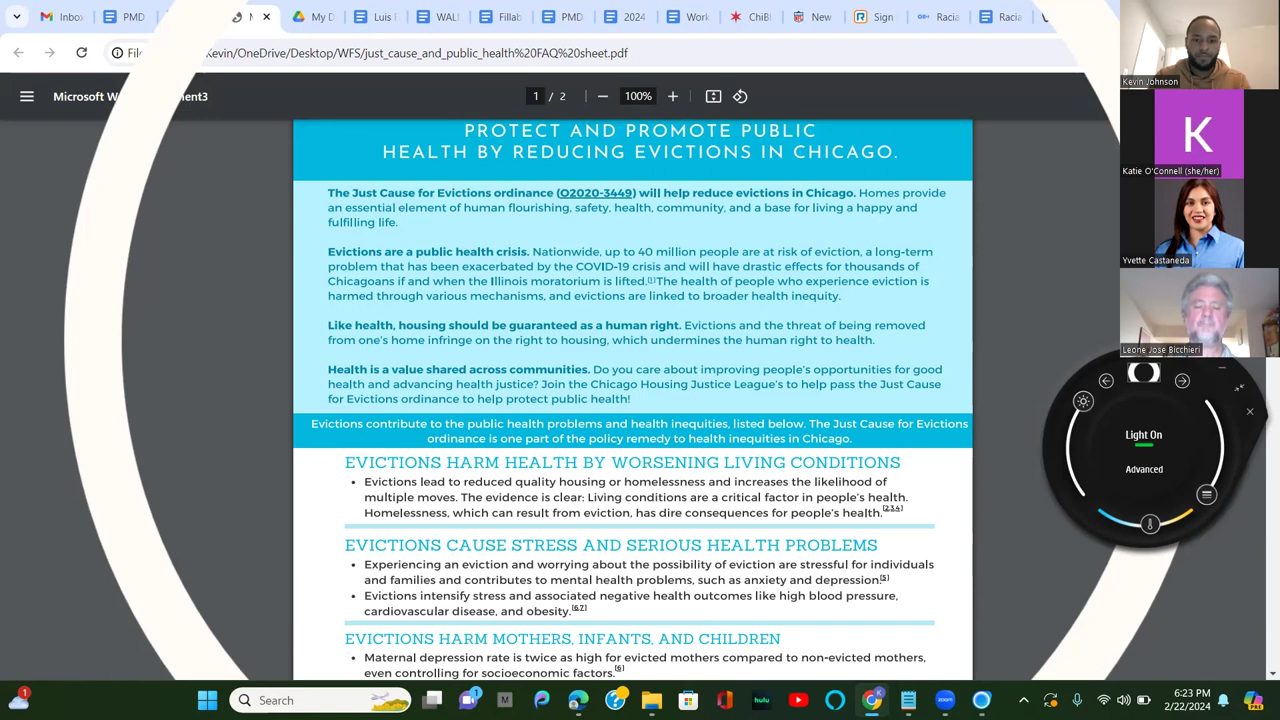 PMD
My D
Luis F
WALI
Fillab
PMD
2024
Work
ChiBl
New
Sign
Racia
Racia
Kevin/OneDrive/Desktop/WFS/just_cause_and_public_health%20FAQ%20sheet.pdf
Microsoft W
ment3
1 / 2
100%
PROTECT AND PROMOTE PUBLIC
HEALTH BY REDUCING EVICTIONS IN CHICAGO.
The Just Cause for Evictions ordinance (O2020-3449) will help reduce evictions in Chicago. Homes provide
an essential element of human flourishing, safety, health, community, and a base for living a happy and
fulfilling life.
Evictions are a public health crisis. Nationwide, up to 40 million people are at risk of eviction, a long-term
problem that has been exacerbated by the COVID-19 crisis and will have drastic effects for thousands of
Chicagoans if and when the Illinois moratorium is lifted.[1] The health of people who experience eviction is
harmed through various mechanisms, and evictions are linked to broader health inequity.
Like health, housing should be guaranteed as a human right. Evictions and the threat of being removed
from one's home infringe on the right to housing, which undermines the human right to health.
Health is a value shared across communities. Do you care about improving people's opportunities for good
health and advancing health justice? Join the Chicago Housing Justice League's to help pass the Just Cause
for Evictions ordinance to help protect public health!
Evictions contribute to the public health problems and health inequities, listed below. The Just Cause for Evictions
ordinance is one part of the policy remedy to health inequities in Chicago.
EVICTIONS HARM HEALTH BY WORSENING LIVING CONDITIONS
• Evictions lead to reduced quality housing or homelessness and increases the likelihood of
multiple moves. The evidence is clear: Living conditions are a critical factor in people's health.
Homelessness, which can result from eviction, has dire consequences for people's health.[2,3,4]
EVICTIONS CAUSE STRESS AND SERIOUS HEALTH PROBLEMS
• Experiencing an eviction and worrying about the possibility of eviction are stressful for individuals
and families and contributes to mental health problems, such as anxiety and depression.[5]
• Evictions intensify stress and associated negative health outcomes like high blood pressure,
cardiovascular disease, and obesity.[6,7]
EVICTIONS HARM MOTHERS, INFANTS, AND CHILDREN
• Maternal depression rate is twice as high for evicted mothers compared to non-evicted mothers,
even controlling for socioeconomic factors.[6]
Kevin Johnson
K
Katie O'Connell (she/her)
Yvette Castaneda
Leone Jose Bicchieri
Light On
Advanced
1
Search
1
M
2
hulu
zoom
K
6:23 PM
2/22/2024
PRE